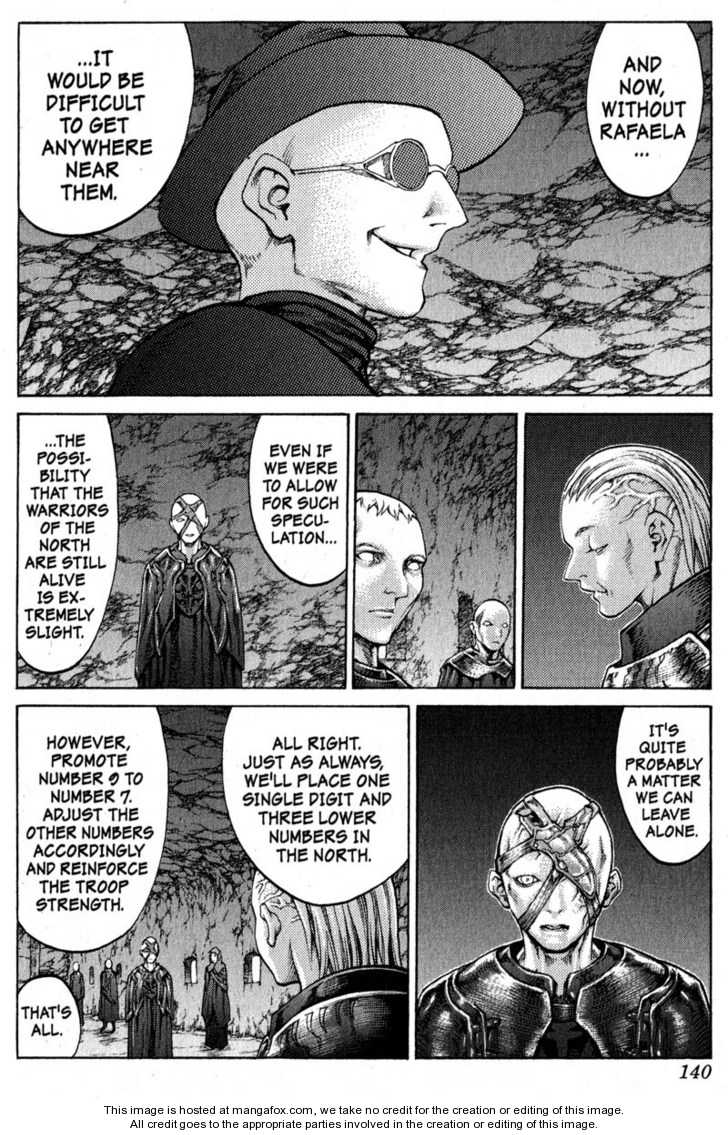 AND
NOW,
WITHOUT
RAFAELA
...
...IT
WOULD BE
DIFFICULT
TO GET
ANYWHERE
NEAR
THEM.
EVEN IF
WE WERE
TO ALLOW
FOR SUCH
SPECU-
LATION...
...THE
POSSI-
BILITY
THAT THE
WARRIORS
OF THE
NORTH
ARE STILL
ALIVE
IS EX-
TREMELY
SLIGHT.
IT'S
QUITE
PROBABLY
A MATTER
WE CAN
LEAVE
ALONE.
ALL RIGHT.
JUST AS ALWAYS,
WE'LL PLACE ONE
SINGLE DIGIT AND
THREE LOWER
NUMBERS IN
THE NORTH.
HOWEVER,
PROMOTE
NUMBER 9 TO
NUMBER 7.
ADJUST THE
OTHER NUMBERS
ACCORDINGLY
AND REINFORCE
THE TROOP
STRENGTH.
THAT'S
ALL.
140
This image is hosted at mangafox.com, we take no credit for the creation or editing of this image.
All credit goes to the appropriate parties involved in the creation or editing of this image.